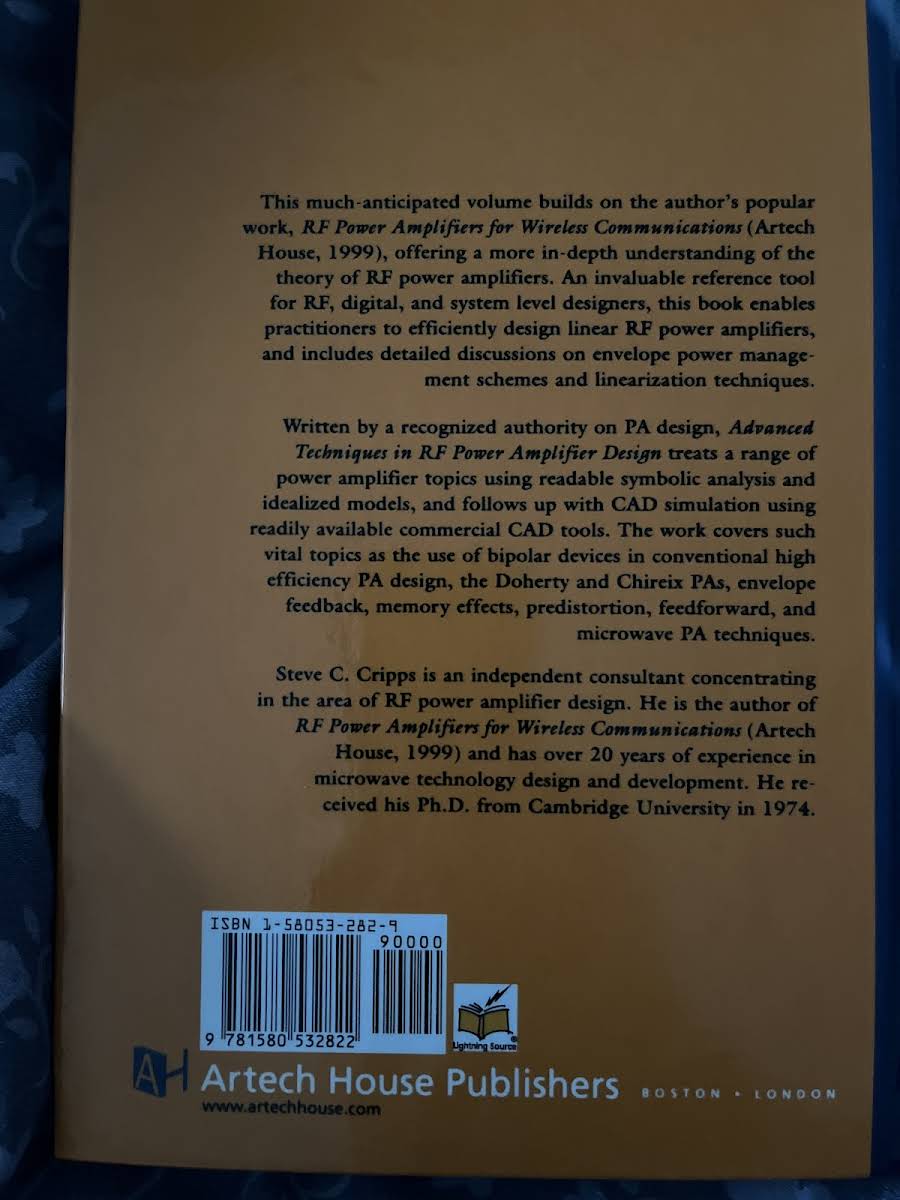 This much-anticipated volume builds on the author's popular
work, RF Power Amplifiers for Wireless Communications (Artech
House, 1999), offering a more in-depth understanding of the
theory of RF power amplifiers. An invaluable reference tool
for RF, digital, and system level designers, this book enables
practitioners to efficiently design linear RF power amplifiers,
and includes detailed discussions on envelope power manage-
ment schemes and linearization techniques.
Written by a recognized authority on PA design, Advanced
Techniques in RF Power Amplifier Design treats a range of
power amplifier topics using readable symbolic analysis and
idealized models, and follows up with CAD simulation using
readily available commercial CAD tools. The work covers such
vital topics as the use of bipolar devices in conventional high
efficiency PA design, the Doherty and Chireix PAs, envelope
feedback, memory effects, predistortion, feedforward, and
microwave PA techniques.
Steve C. Cripps is an independent consultant concentrating
in the area of RF power amplifier design. He is the author of
RF Power Amplifiers for Wireless Communications (Artech
House, 1999) and has over 20 years of experience in
microwave technology design and development. He re-
ceived his Ph.D. from Cambridge University in 1974.
ISBN 1-58053-282-9
90000
9 781580 532822
Lightning Source®
AH Artech House Publishers
BOSTON • LONDON
www.artechhouse.com